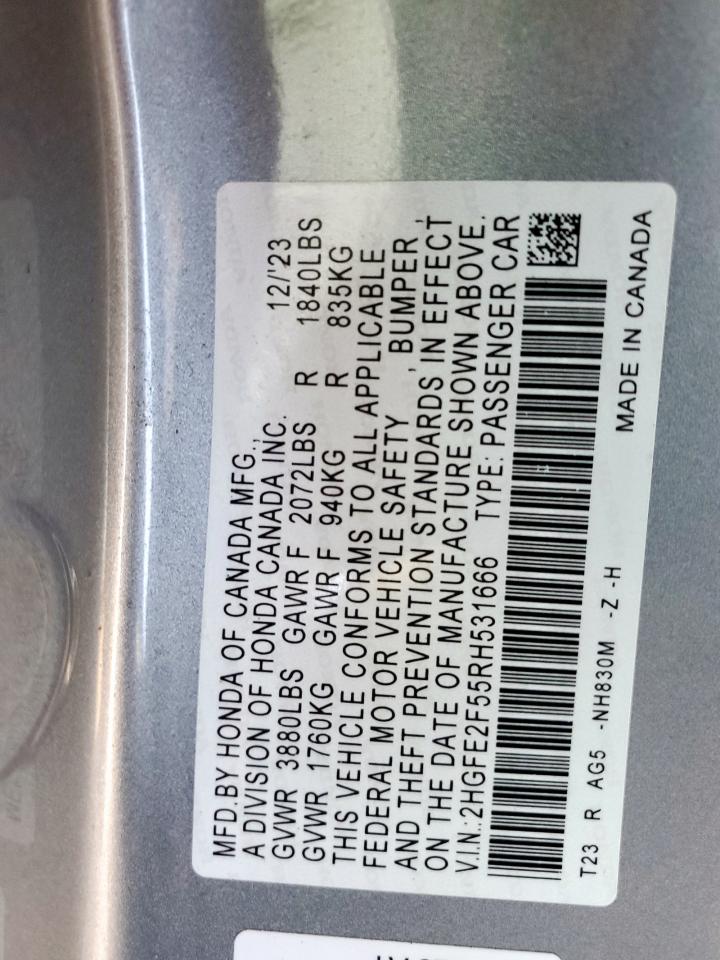 MFD.BY HONDA OF CANADA MFG.,
A DIVISION OF HONDA CANADA INC. 12/'23
GVWR 3880LBS GAWR F 2072LBS R 1840LBS
GVWR 1760KG GAWR F 940KG R 835KG
THIS VEHICLE CONFORMS TO ALL APPLICABLE
FEDERAL MOTOR VEHICLE SAFETY , BUMPER ,
AND THEFT PREVENTION STANDARDS IN EFFECT
ON THE DATE OF MANUFACTURE SHOWN ABOVE.
V.I.N.:2HGFE2F55RH531666 TYPE: PASSENGER CAR
T23 R AG5 -NH830M -Z -H MADE IN CANADA